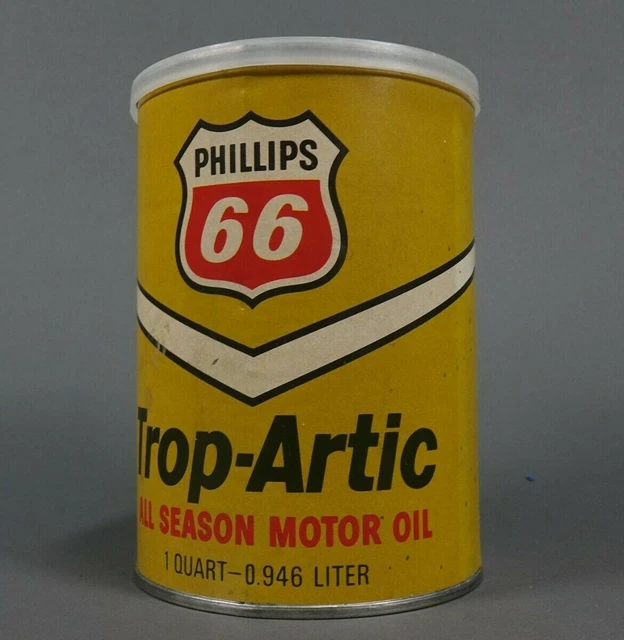 PHILLIPS
66
Trop-Artic
ALL SEASON MOTOR OIL
1 QUART–0.946 LITER